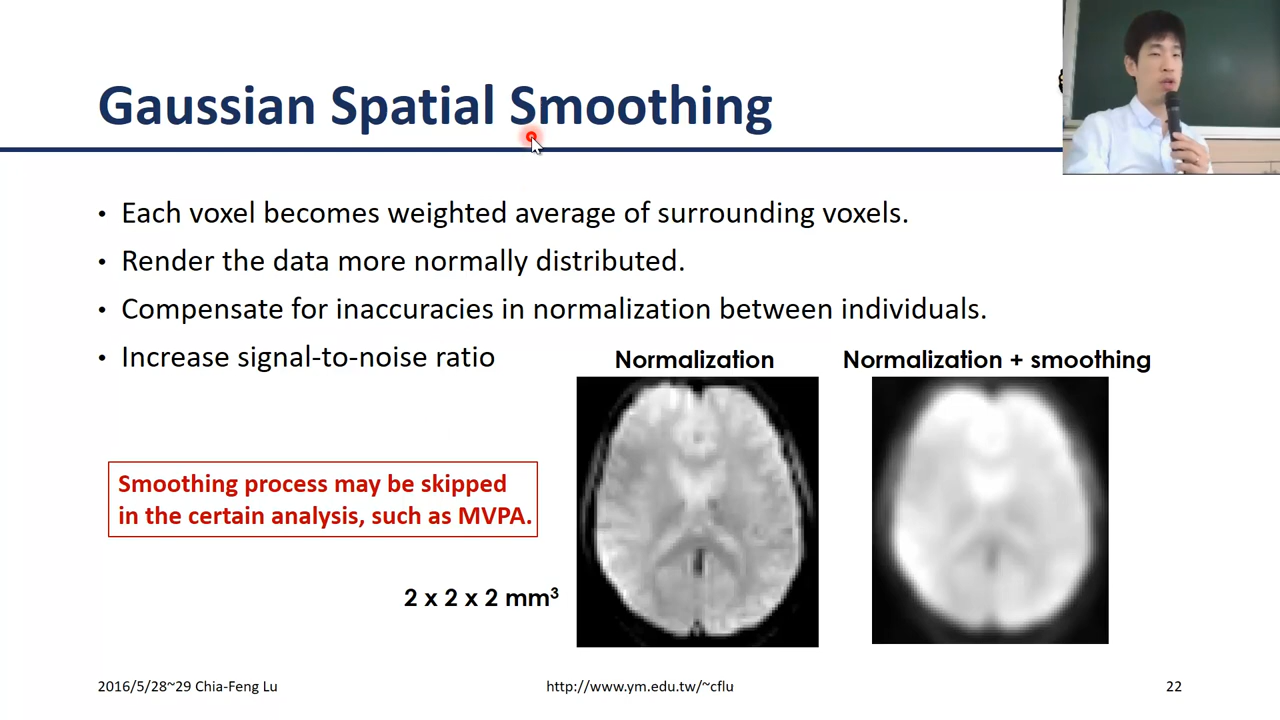 Gaussian Spatial Smoothing
• Each voxel becomes weighted average of surrounding voxels.
• Render the data more normally distributed.
• Compensate for inaccuracies in normalization between individuals.
• Increase signal-to-noise ratio
Normalization
Normalization + smoothing
Smoothing process may be skipped
in the certain analysis, such as MVPA.
2 x 2 x 2 mm³
2016/5/28~29 Chia-Feng Lu
http://www.ym.edu.tw/~cflu
22